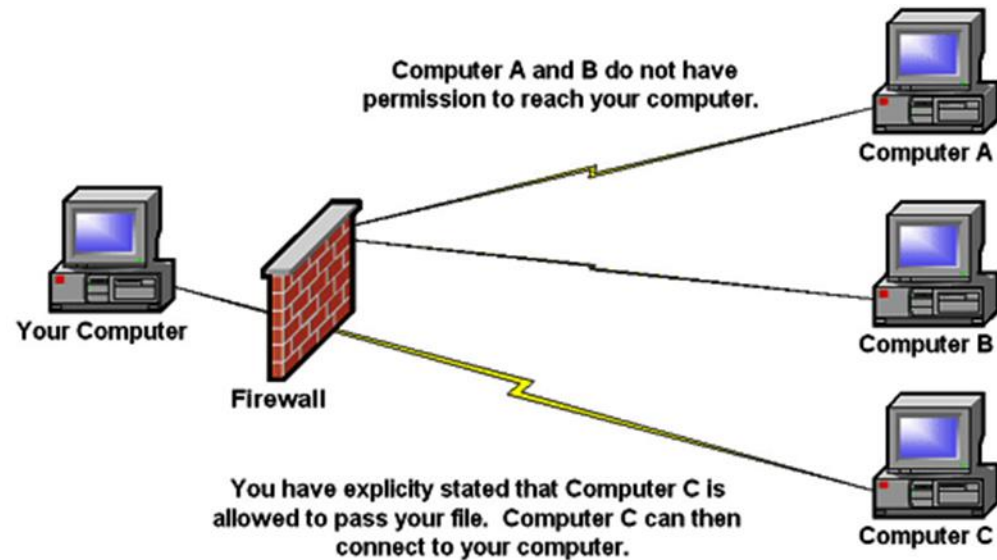 Computer A and B do not have
permission to reach your computer.
Computer A
Your Computer
Computer B
Firewall
You have explicity stated that Computer C is
allowed to pass your file. Computer C can then
connect to your computer.
Computer C